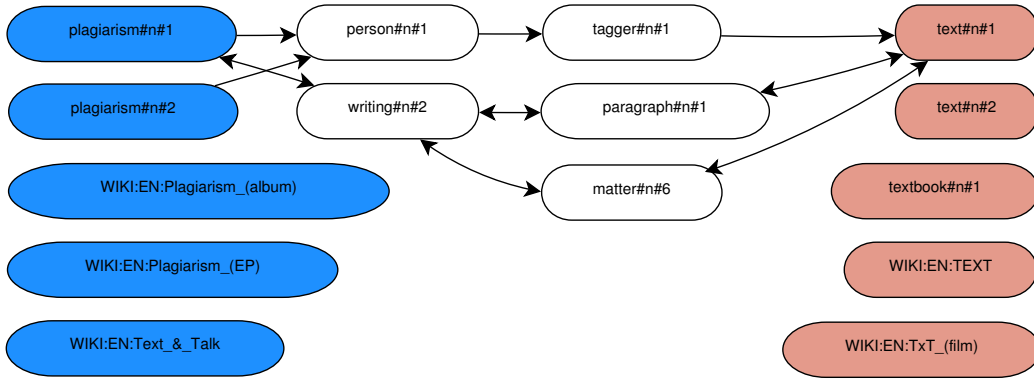 plagiarism#n#1
person#n#1
tagger#n#1
text#n#1
plagiarism#n#2
writing#n#2
paragraph#n#1
text#n#2
WIKI:EN:Plagiarism_(album)
matter#n#6
textbook#n#1
WIKI:EN:Plagiarism_(EP)
WIKI:EN:TEXT
WIKI:EN:Text_&_Talk
WIKI:EN:TxT_(film)